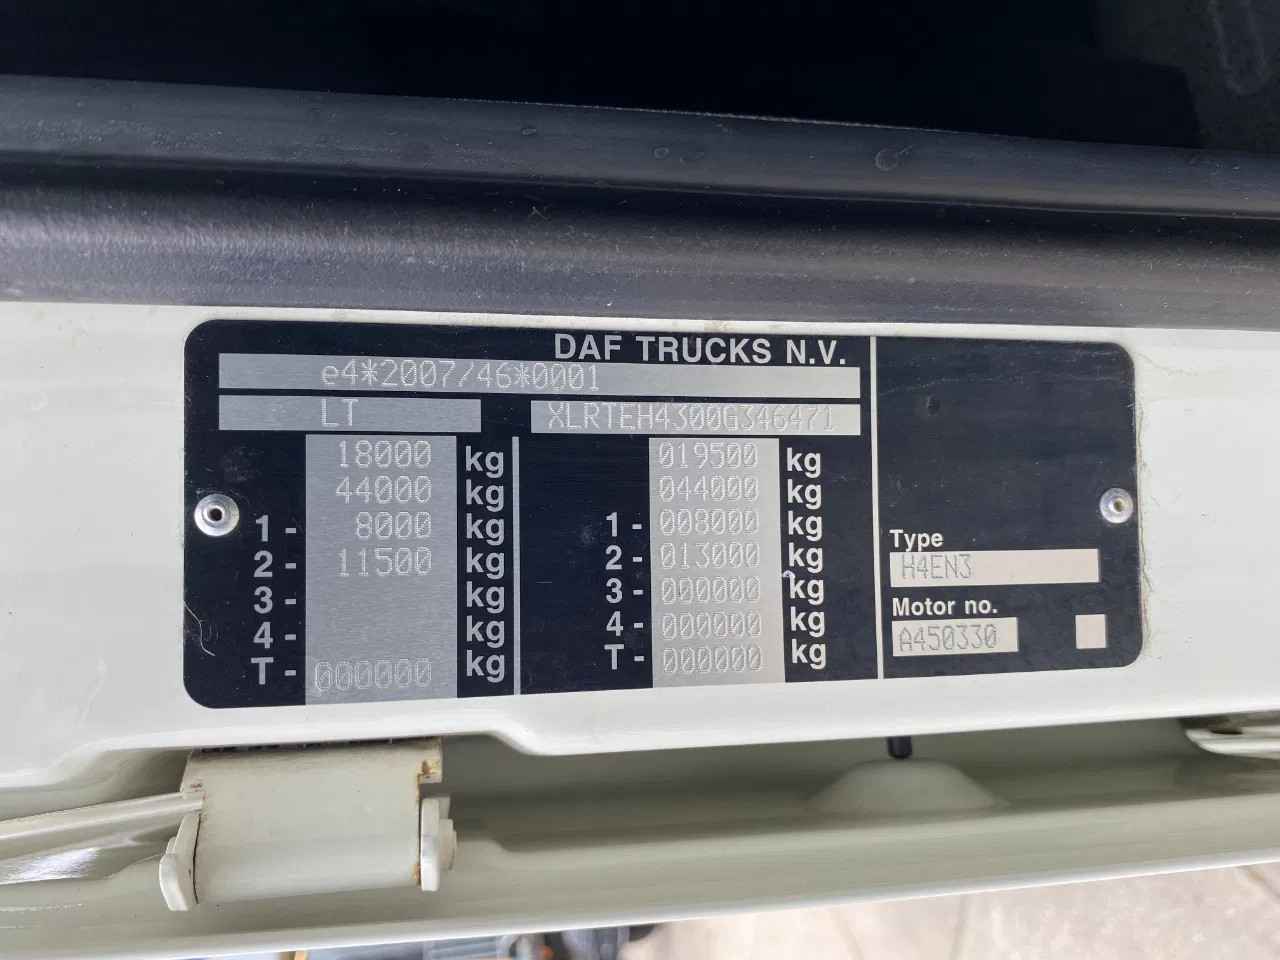 DAF TRUCKS N.V.
e4*2007/46*0001
LT XLRTEH4300G346471
18000 kg 019500 kg
44000 kg 044000 kg
1 - 8000 kg 1 - 008000 kg
2 - 11500 kg 2 - 013000 kg
3 - kg 3 - 000000 kg
4 - kg 4 - 000000 kg
T - 000000 kg T - 000000 kg
Type
H4EN3
Motor no.
A450330